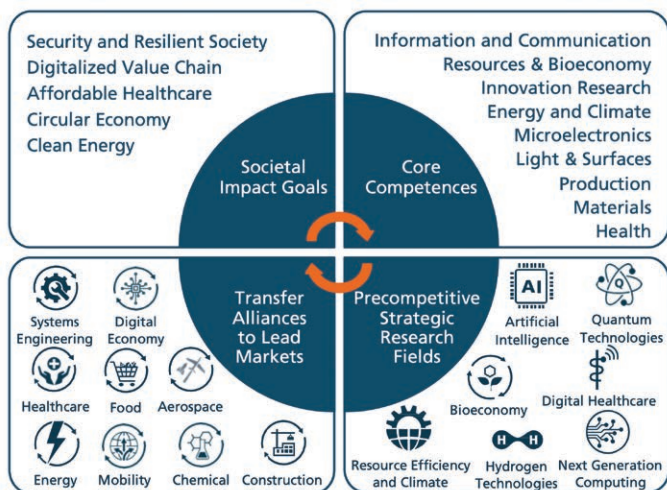 Security and Resilient Society
Digitalized Value Chain
Affordable Healthcare
Circular Economy
Clean Energy
Societal
Impact Goals
Information and Communication
Resources & Bioeconomy
Innovation Research
Energy and Climate
Microelectronics
Light & Surfaces
Production
Materials
Health
Core
Competences
Transfer
Alliances
to Lead
Markets
Systems
Engineering
Digital
Economy
Healthcare
Food
Aerospace
Energy
Mobility
Chemical
Construction
Precompetitive
Strategic
Research
Fields
AI
Artificial
Intelligence
Q
Quantum
Technologies
Bioeconomy
Digital Healthcare
Resource Efficiency
and Climate
H H
Hydrogen
Technologies
Next Generation
Computing